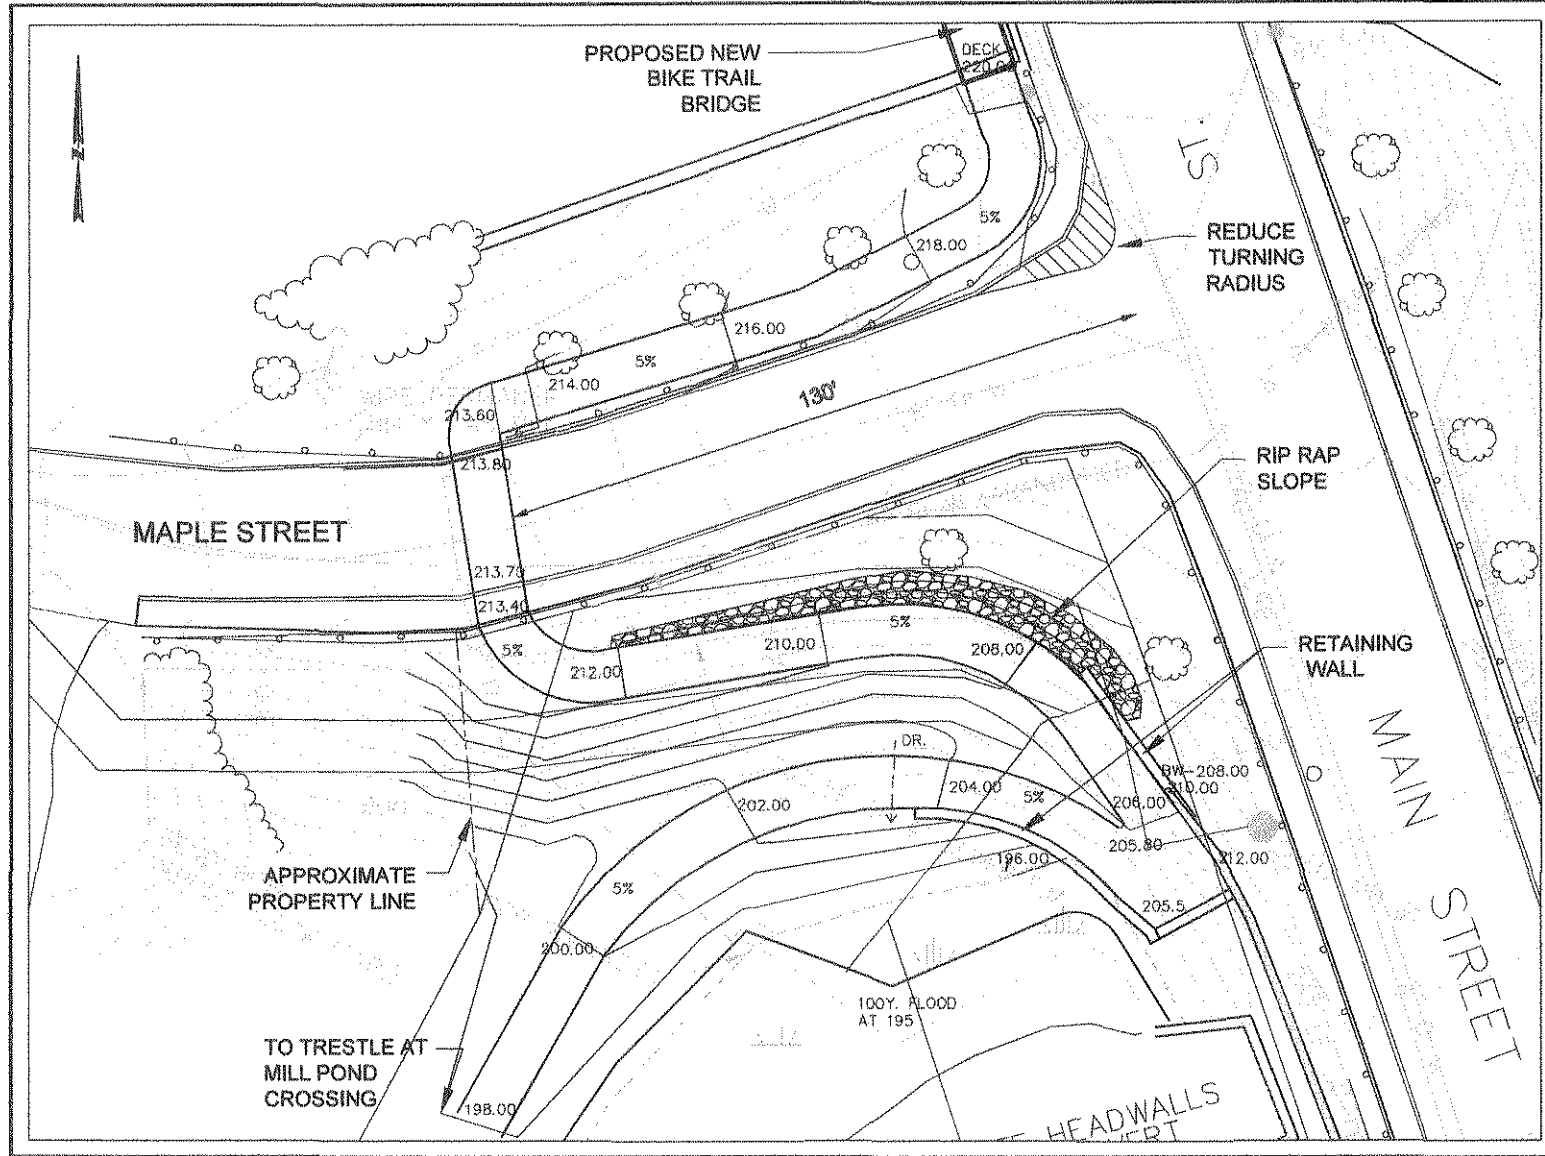 PROPOSED NEW
BIKE TRAIL
BRIDGE
DECK
N
ST.
5%
218.00
REDUCE
TURNING
RADIUS
216.00
5%
214.00
130'
213.60
213.80
MAPLE STREET
RIP RAP
SLOPE
213.79
213.40
5%
5%
212.00
210.00
208.00
RETAINING
WALL
DR.
BW-208.00
210.00
204.00
5%
206.00
202.00
205.80
196.00
212.00
MAIN STREET
APPROXIMATE
PROPERTY LINE
5%
205.5
200.00
100Y. FLOOD
AT 195
TO TRESTLE AT
MILL POND
CROSSING
198.00
HEADWALLS